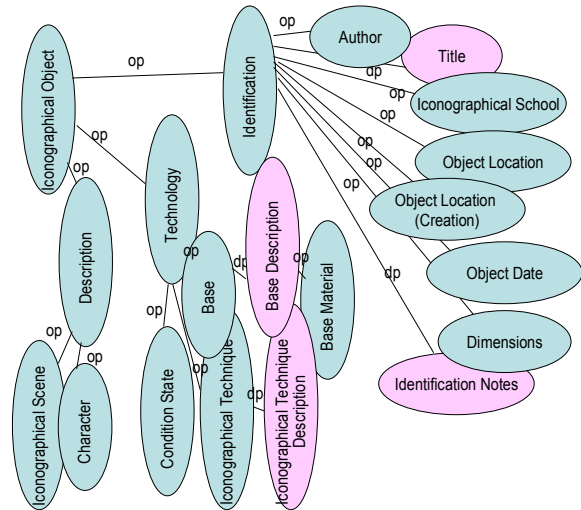 op
Author
Title
dp
op
Iconographical School
op
Object Location
op
Object Location
(Creation)
op
Object Date
op
Dimensions
dp
Identification Notes
Identification
op
Iconographical Object
op
op
Technology
Description
op
op
Iconographical Scene
Character
op
Base
dp
Base Description
op
Base Material
op
Condition State
op
Iconographical Technique
dp
Iconographical Technique
Description